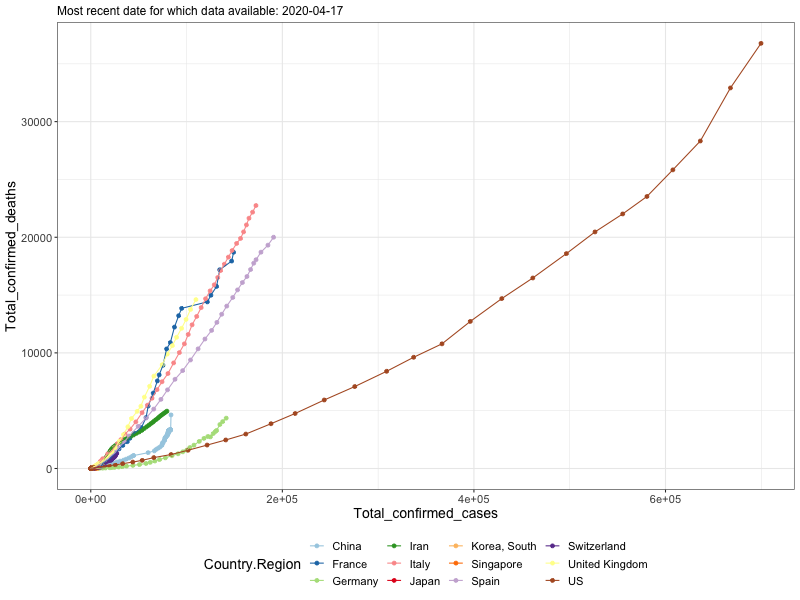 Most recent date for which data available: 2020-04-17
Total_confirmed_deaths
30000
20000
10000
0
0e+00 2e+05 4e+05 6e+05
Total_confirmed_cases
Country.Region
China Iran Korea, South Switzerland
France Italy Singapore United Kingdom
Germany Japan Spain US